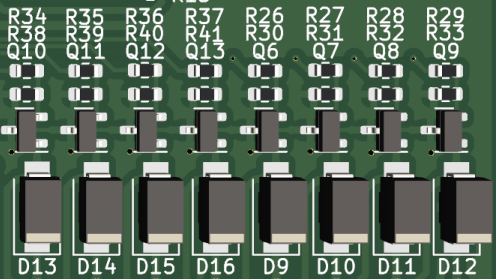 R34 R35 R36 R37 R26 R27 R28 R29
R38 R39 R40 R41 R30 R31 R32 R33
Q10 Q11 Q12 Q13 Q6 Q7 Q8 Q9
D13 D14 D15 D16 D9 D10 D11 D12